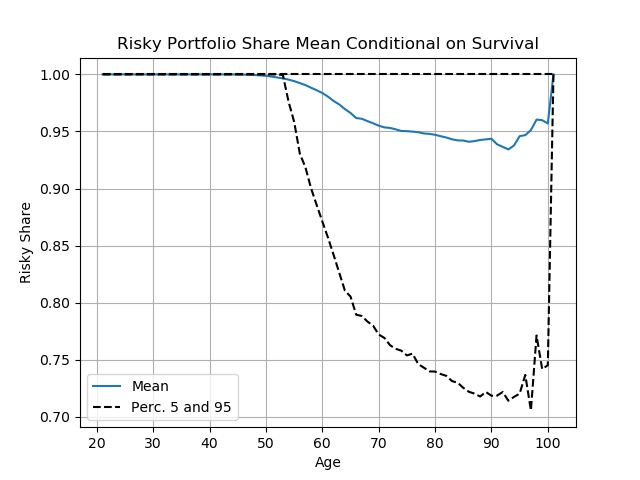 Risky Portfolio Share Mean Conditional on Survival
1.00
0.95
0.90
0.85
0.80
0.75
0.70
Risky Share
Mean
Perc. 5 and 95
20 30 40 50 60 70 80 90 100
Age